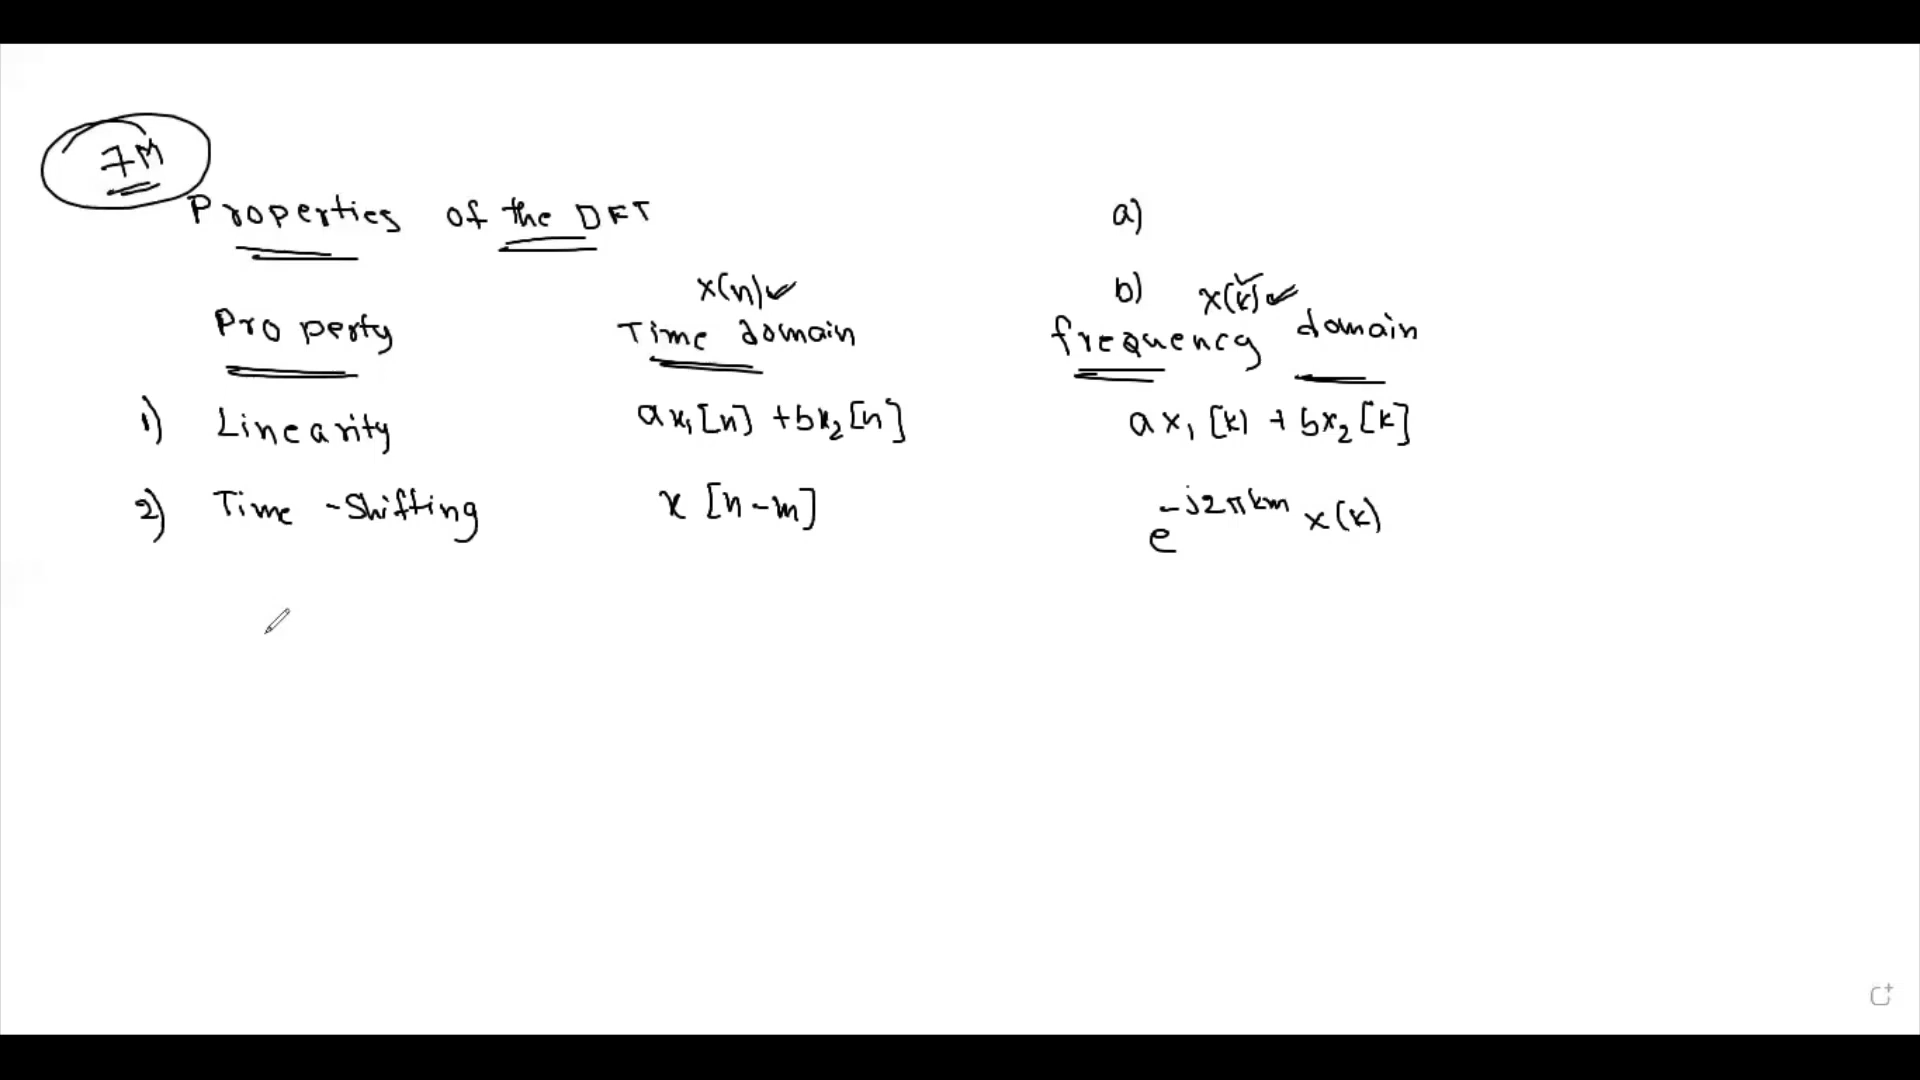 7M
Properties of the DFT
a)
x(n)✓
b) X(k)✓
Property Time domain frequency domain
1) Linearity ax₁[n] + bx₂[n] ax₁[k] + bx₂[k]
2) Time-Shifting x[n-m] e^-j2πkm x(k)